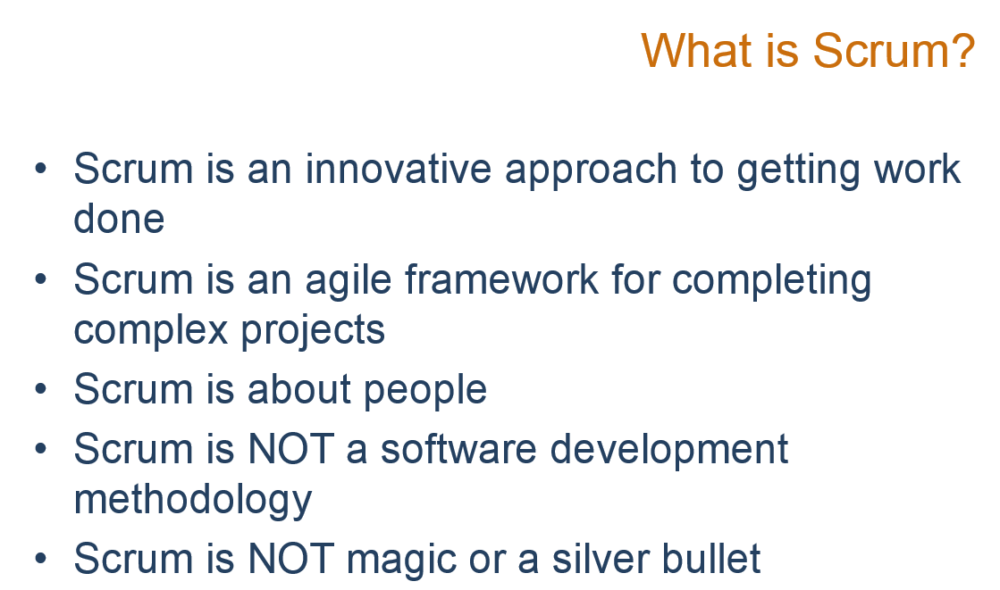 What is Scrum?
• Scrum is an innovative approach to getting work
done
• Scrum is an agile framework for completing
complex projects
• Scrum is about people
• Scrum is NOT a software development
methodology
• Scrum is NOT magic or a silver bullet